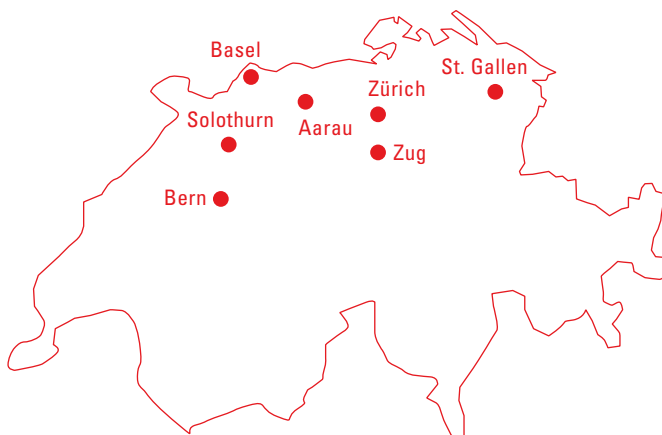 Basel
St. Gallen
Zürich
Solothurn
Aarau
Zug
Bern